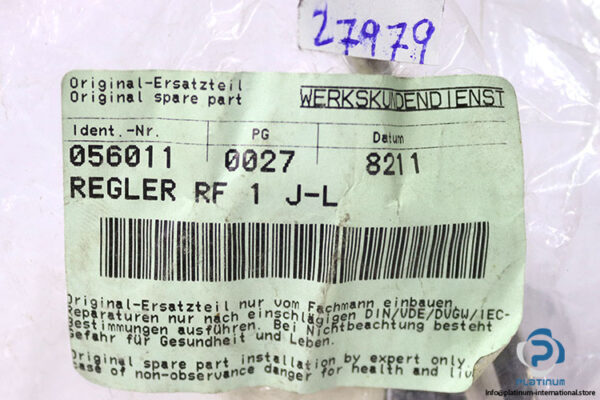 27979
Original-Ersatzteil
Original spare part
WERKSKUNDENDIENST
Ident.-Nr. PG Datum
056011 0027 8211
REGLER RF 1 J-L
Original-Ersatzteil nur vom Fachmann einbauen.
Reparaturen nur nach einschlägigen DIN/VDE/DVGW/IEC-
Bestimmungen ausführen. Bei Nichtbeachtung besteht
Gefahr für Gesundheit und Leben.
Original spare part installation by expert only
case of non-observance danger for health and liv
PLATINUM
Info@platinum-international.store